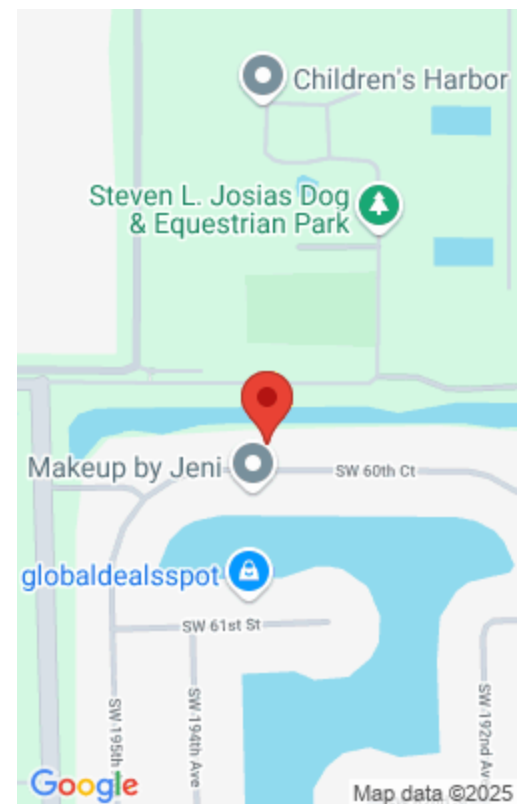 Children's Harbor
Steven L. Josias Dog
& Equestrian Park
Makeup by Jeni
SW 60th Ct
globaldealsspot
SW 61st St
SW 195th
SW 194th Ave
SW 192nd Av
Google
Map data ©2025